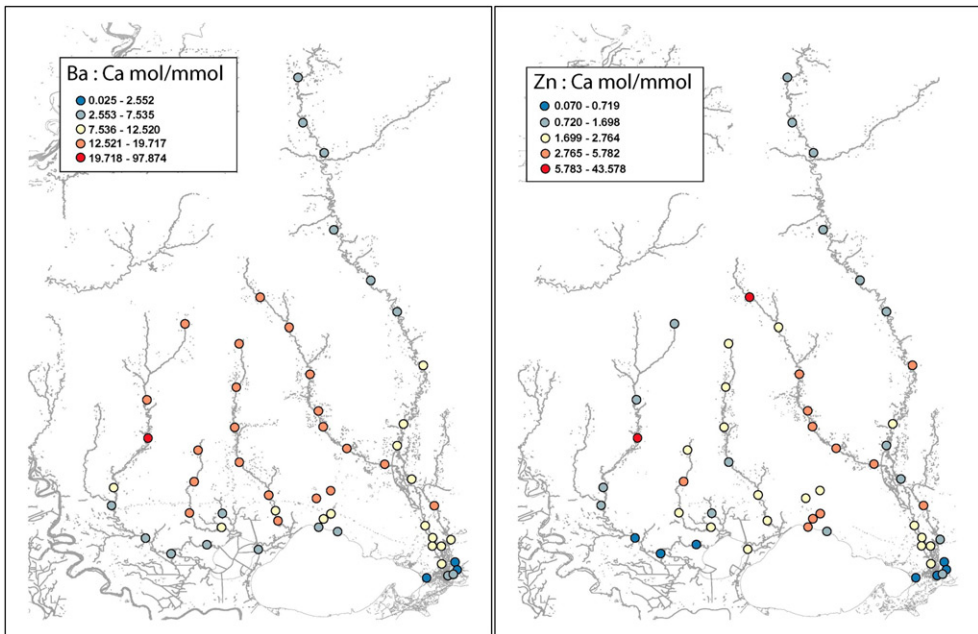 Ba : Ca mol/mmol
0.025 - 2.552
2.553 - 7.535
7.536 - 12.520
12.521 - 19.717
19.718 - 97.874
Zn : Ca mol/mmol
0.070 - 0.719
0.720 - 1.698
1.699 - 2.764
2.765 - 5.782
5.783 - 43.578